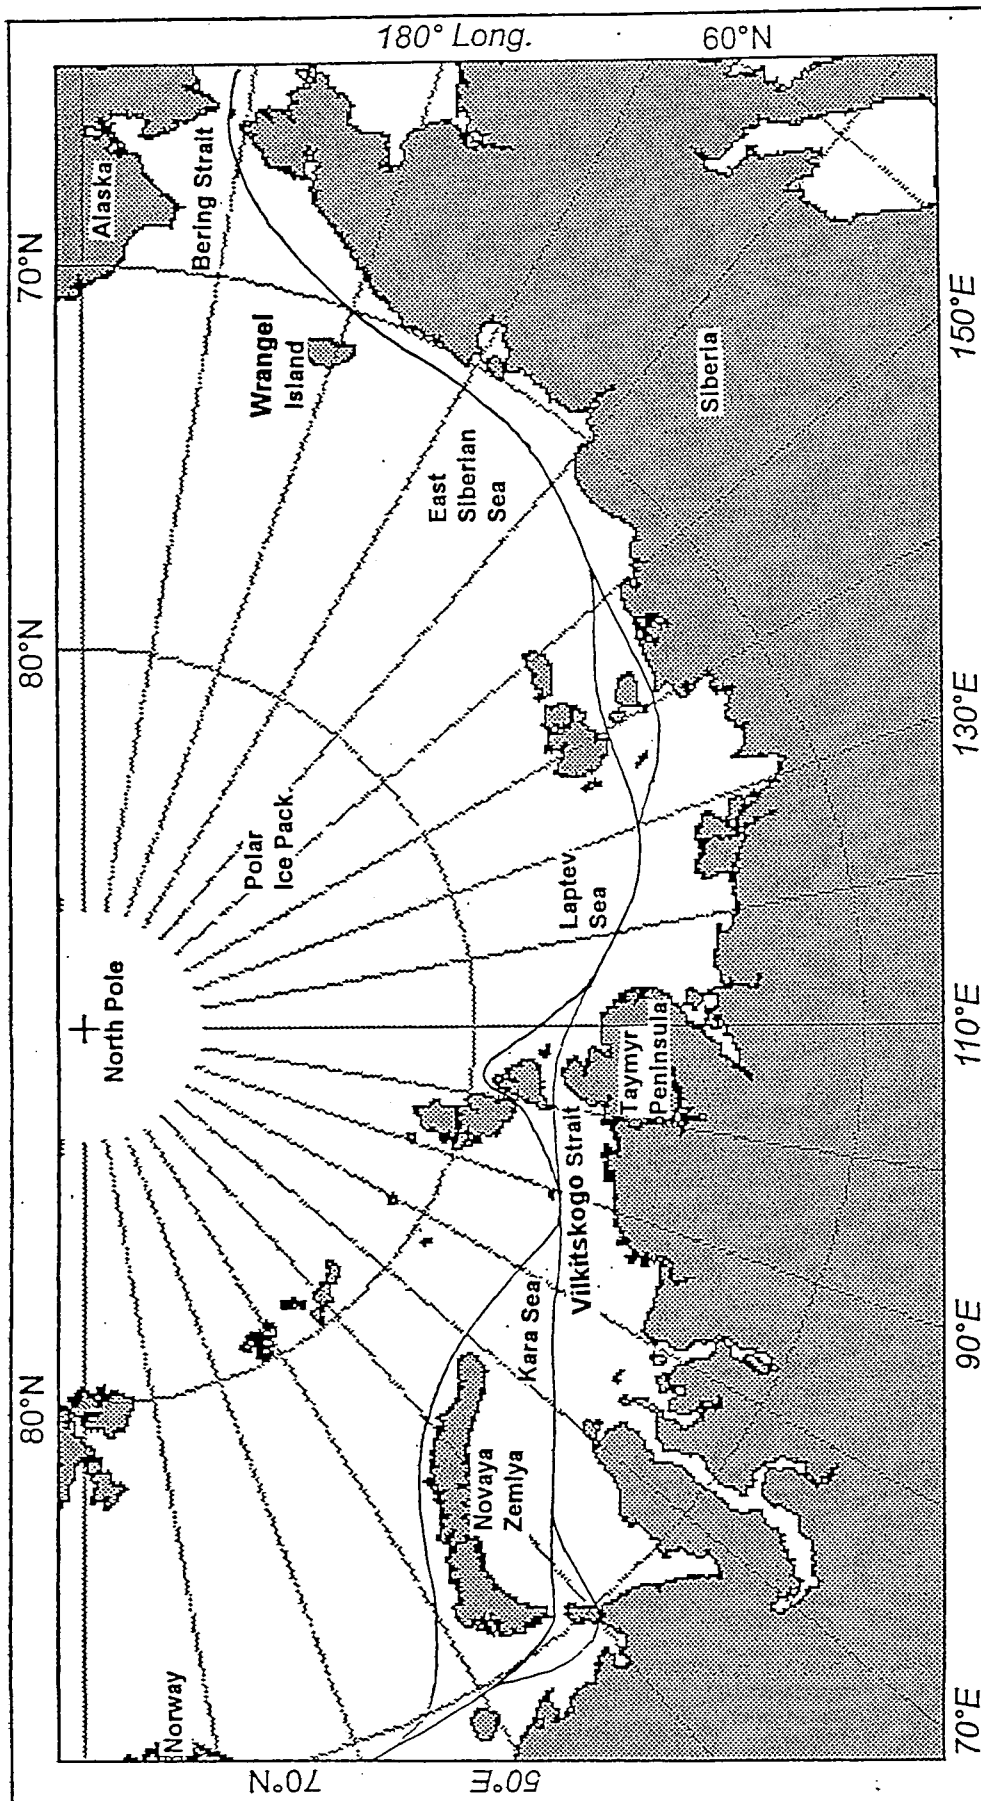 180° Long.
60°N
70°N
Alaska
Bering Strait
Wrangel
Island
East
Siberian
Sea
Siberia
150°E
80°N
Polar
Ice Pack
130°E
Laptev
Sea
North Pole
Taymyr
Peninsula
110°E
Vilkitskogo Strait
Kara Sea
90°E
80°N
Novaya
Zemlya
Norway
70°N
50°E
70°E